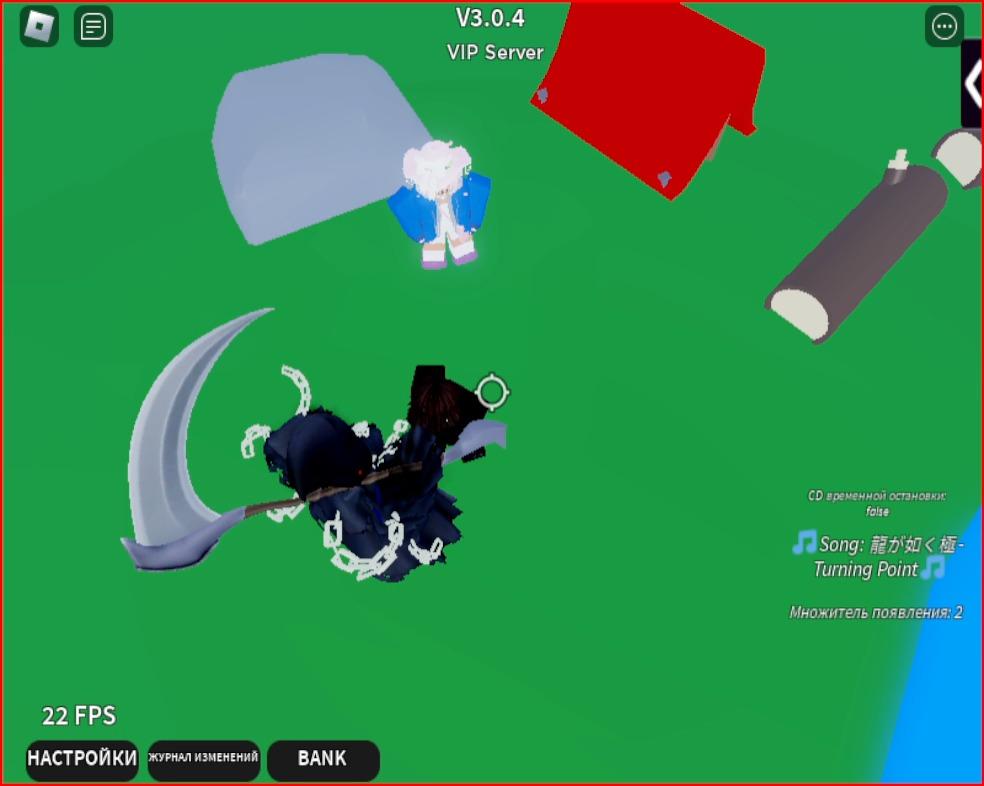 V3.0.4
VIP Server
CD временной остановки:
false
🎵Song: 龍が如く極-
Turning Point🎵
Множитель появления: 2
22 FPS
НАСТРОЙКИ
ЖУРНАЛ ИЗМЕНЕНИЙ
BANK